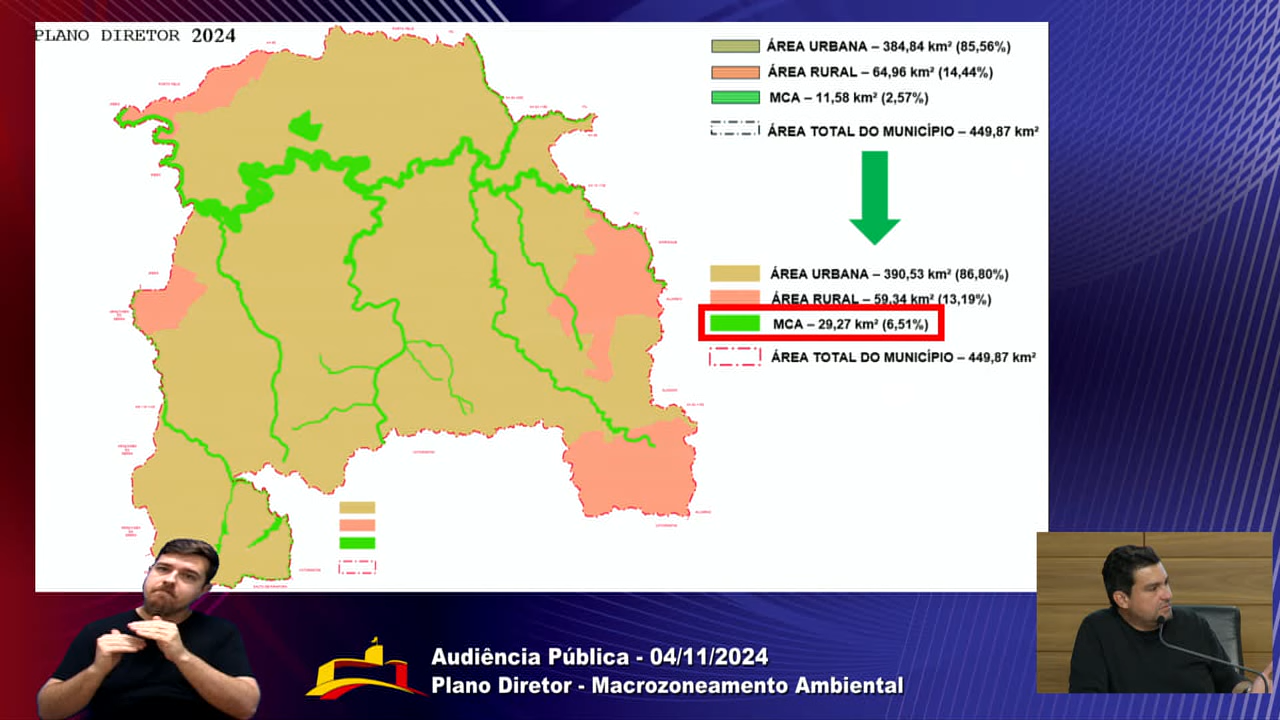 PLANO DIRETOR 2024
ÁREA URBANA – 384,84 km² (85,56%)
ÁREA RURAL – 64,96 km² (14,44%)
MCA – 11,58 km² (2,57%)
ÁREA TOTAL DO MUNICÍPIO – 449,87 km²
ÁREA URBANA – 390,53 km² (86,80%)
ÁREA RURAL – 59,34 km² (13,19%)
MCA – 29,27 km² (6,51%)
ÁREA TOTAL DO MUNICÍPIO – 449,87 km²
Audiência Pública - 04/11/2024
Plano Diretor - Macrozoneamento Ambiental